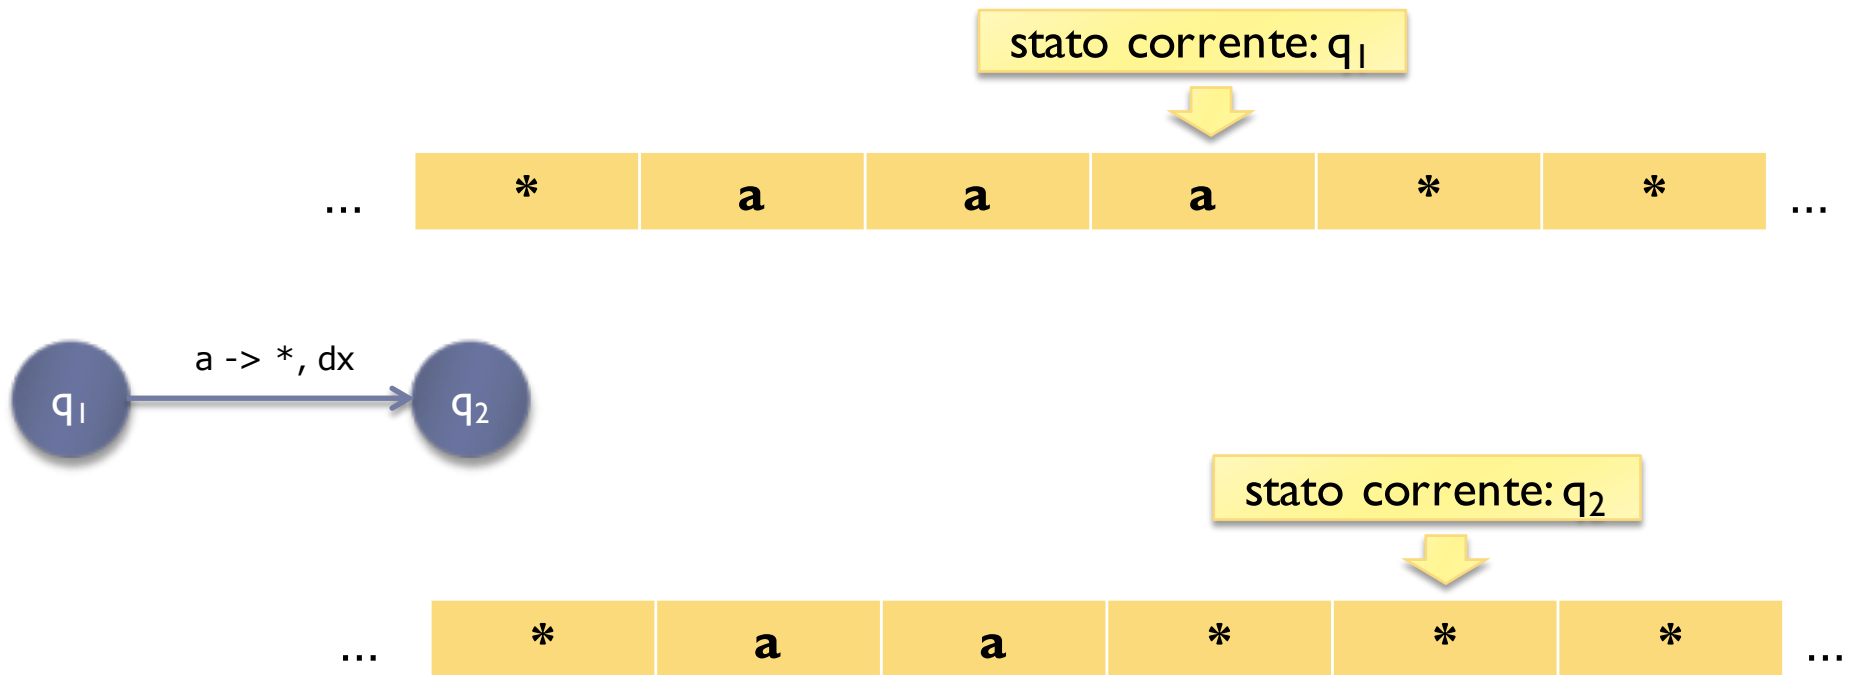 stato corrente: q₁
... * a a a * * ...
a -> *, dx
q₁ q₂
stato corrente: q₂
... * a a * * * ...